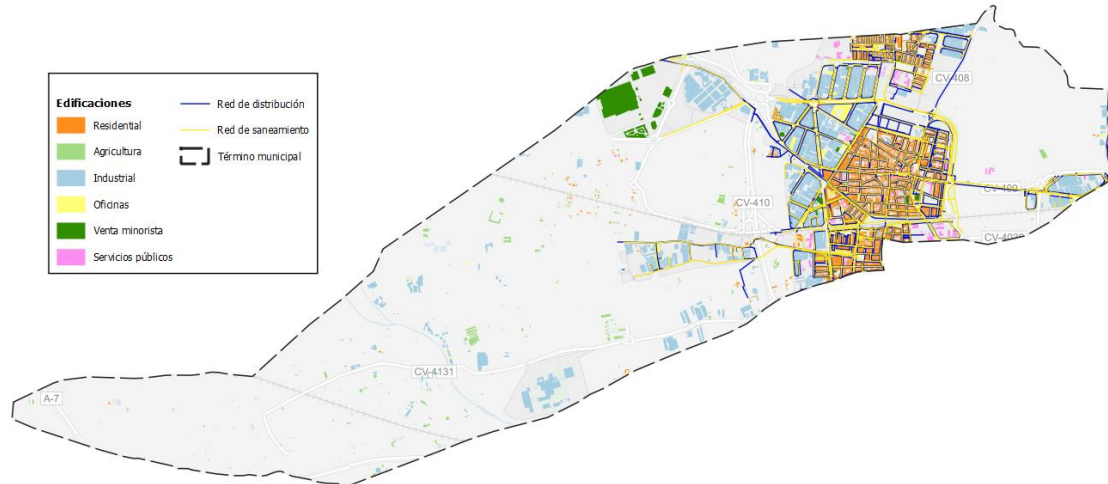 Edificaciones
Residential
Agricultura
Industrial
Oficinas
Venta minorista
Servicios públicos
Red de distribución
Red de saneamiento
Término municipal
CV-408
CV-410
CV-400
CV-4131
A-7